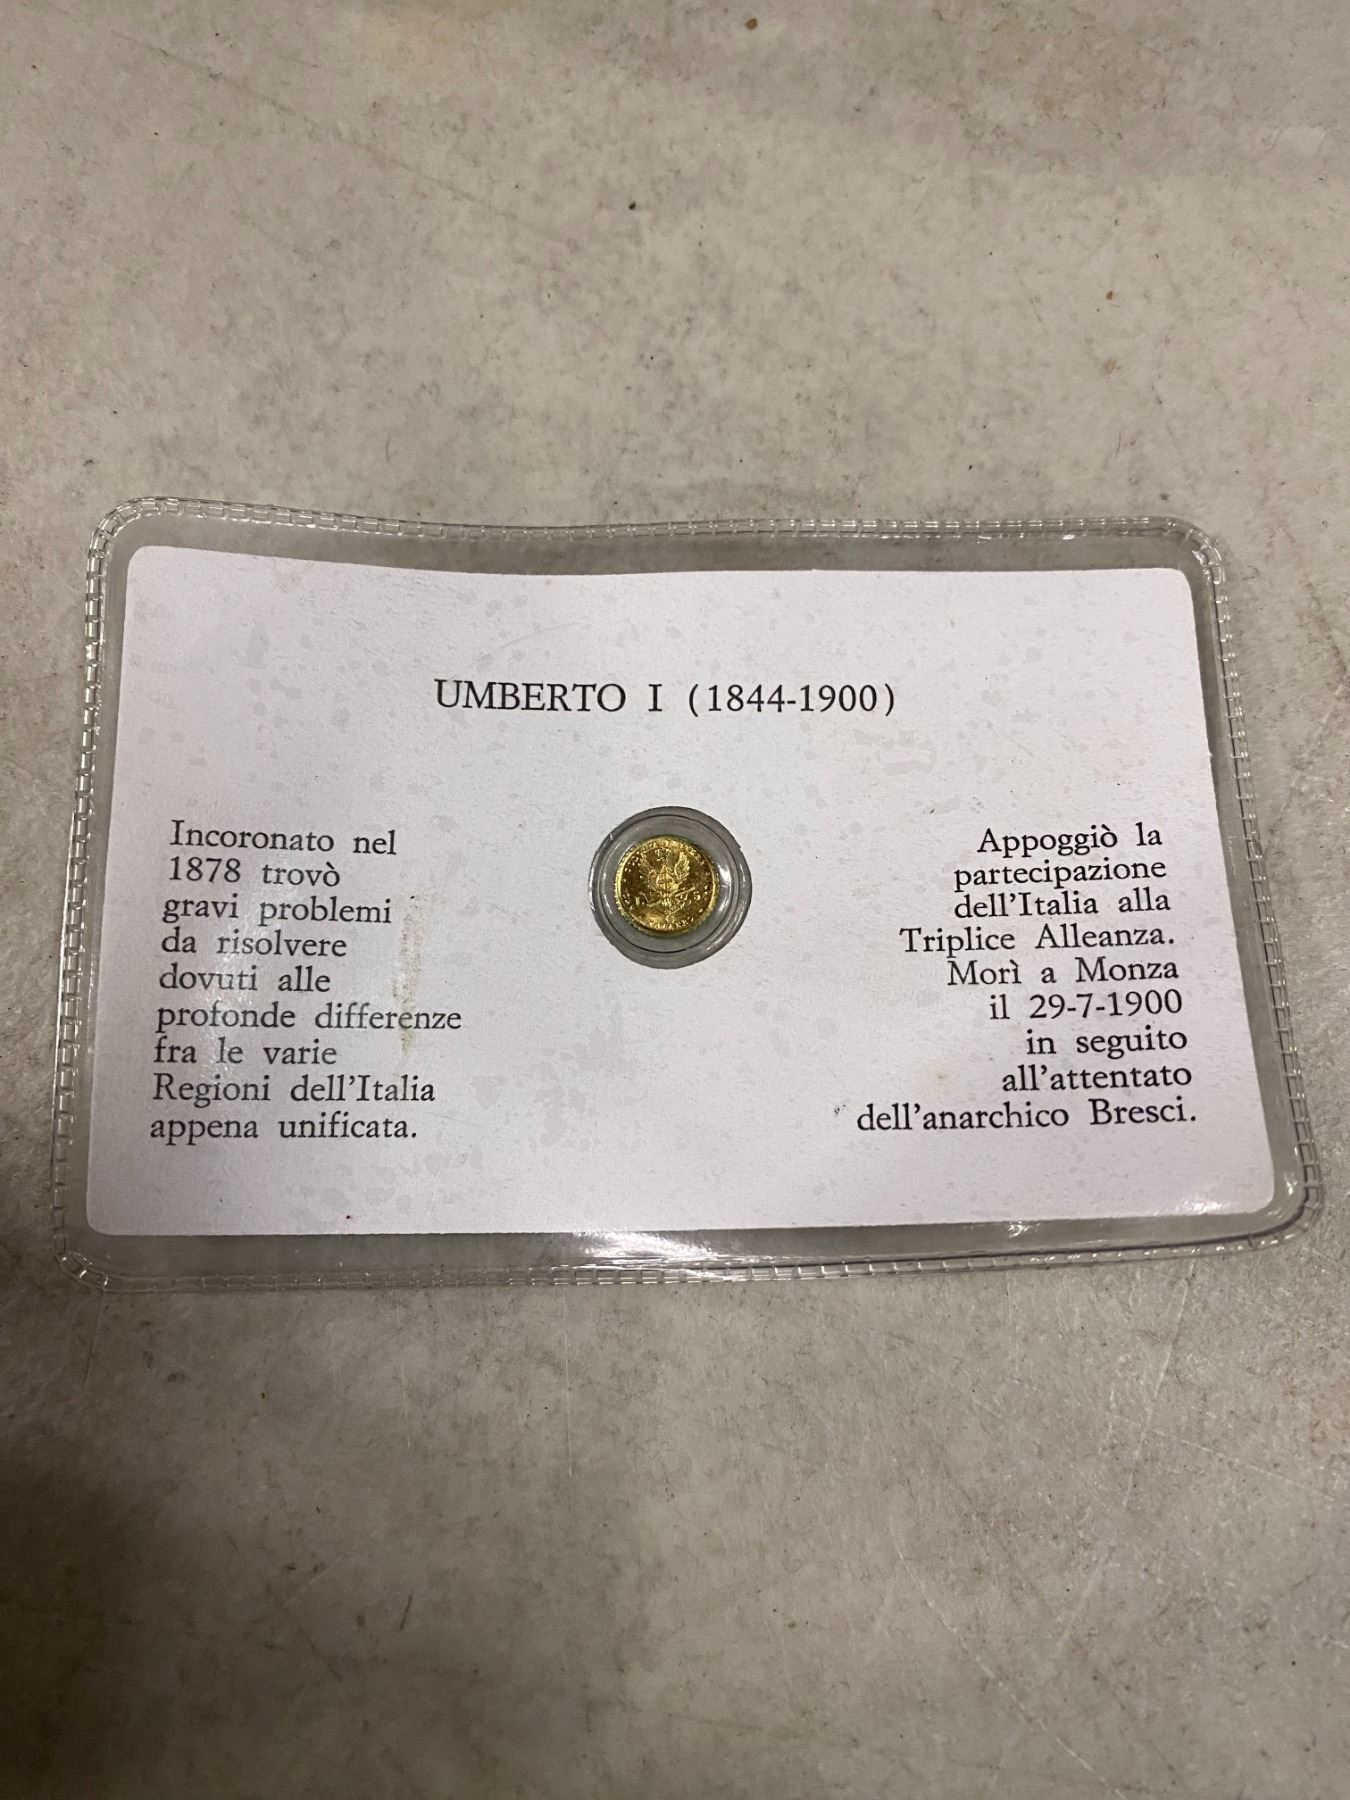 UMBERTO I (1844-1900)
Incoronato nel
1878 trovò
gravi problemi
da risolvere
dovuti alle
profonde differenze
fra le varie
Regioni dell'Italia
appena unificata.
Appoggiò la
partecipazione
dell'Italia alla
Triplice Alleanza.
Morì a Monza
il 29-7-1900
in seguito
all'attentato
dell'anarchico Bresci.